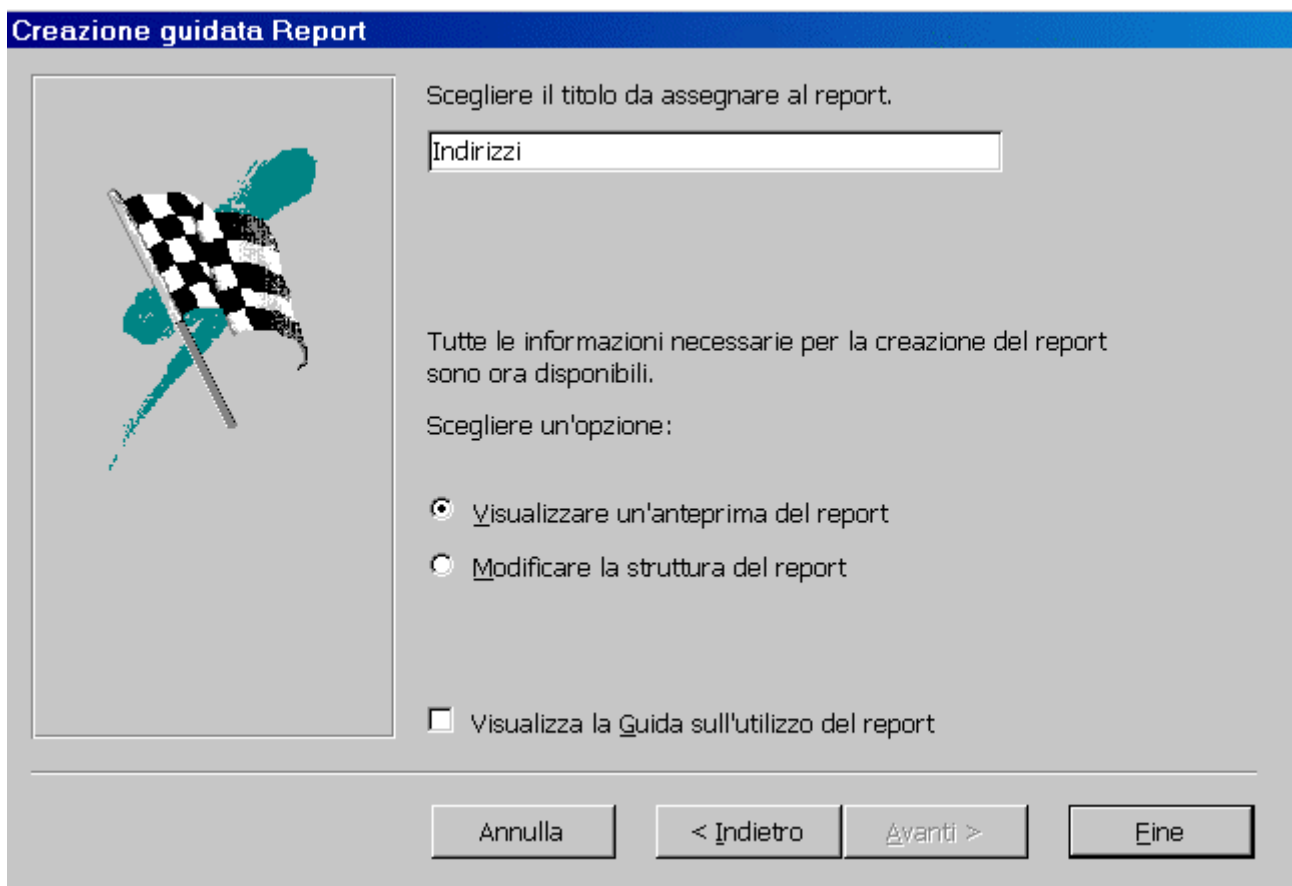 Creazione guidata Report
Scegliere il titolo da assegnare al report.
Indirizzi
Tutte le informazioni necessarie per la creazione del report
sono ora disponibili.
Scegliere un'opzione:
Visualizzare un'anteprima del report
Modificare la struttura del report
Visualizza la Guida sull'utilizzo del report
Annulla
< Indietro
Avanti >
Fine